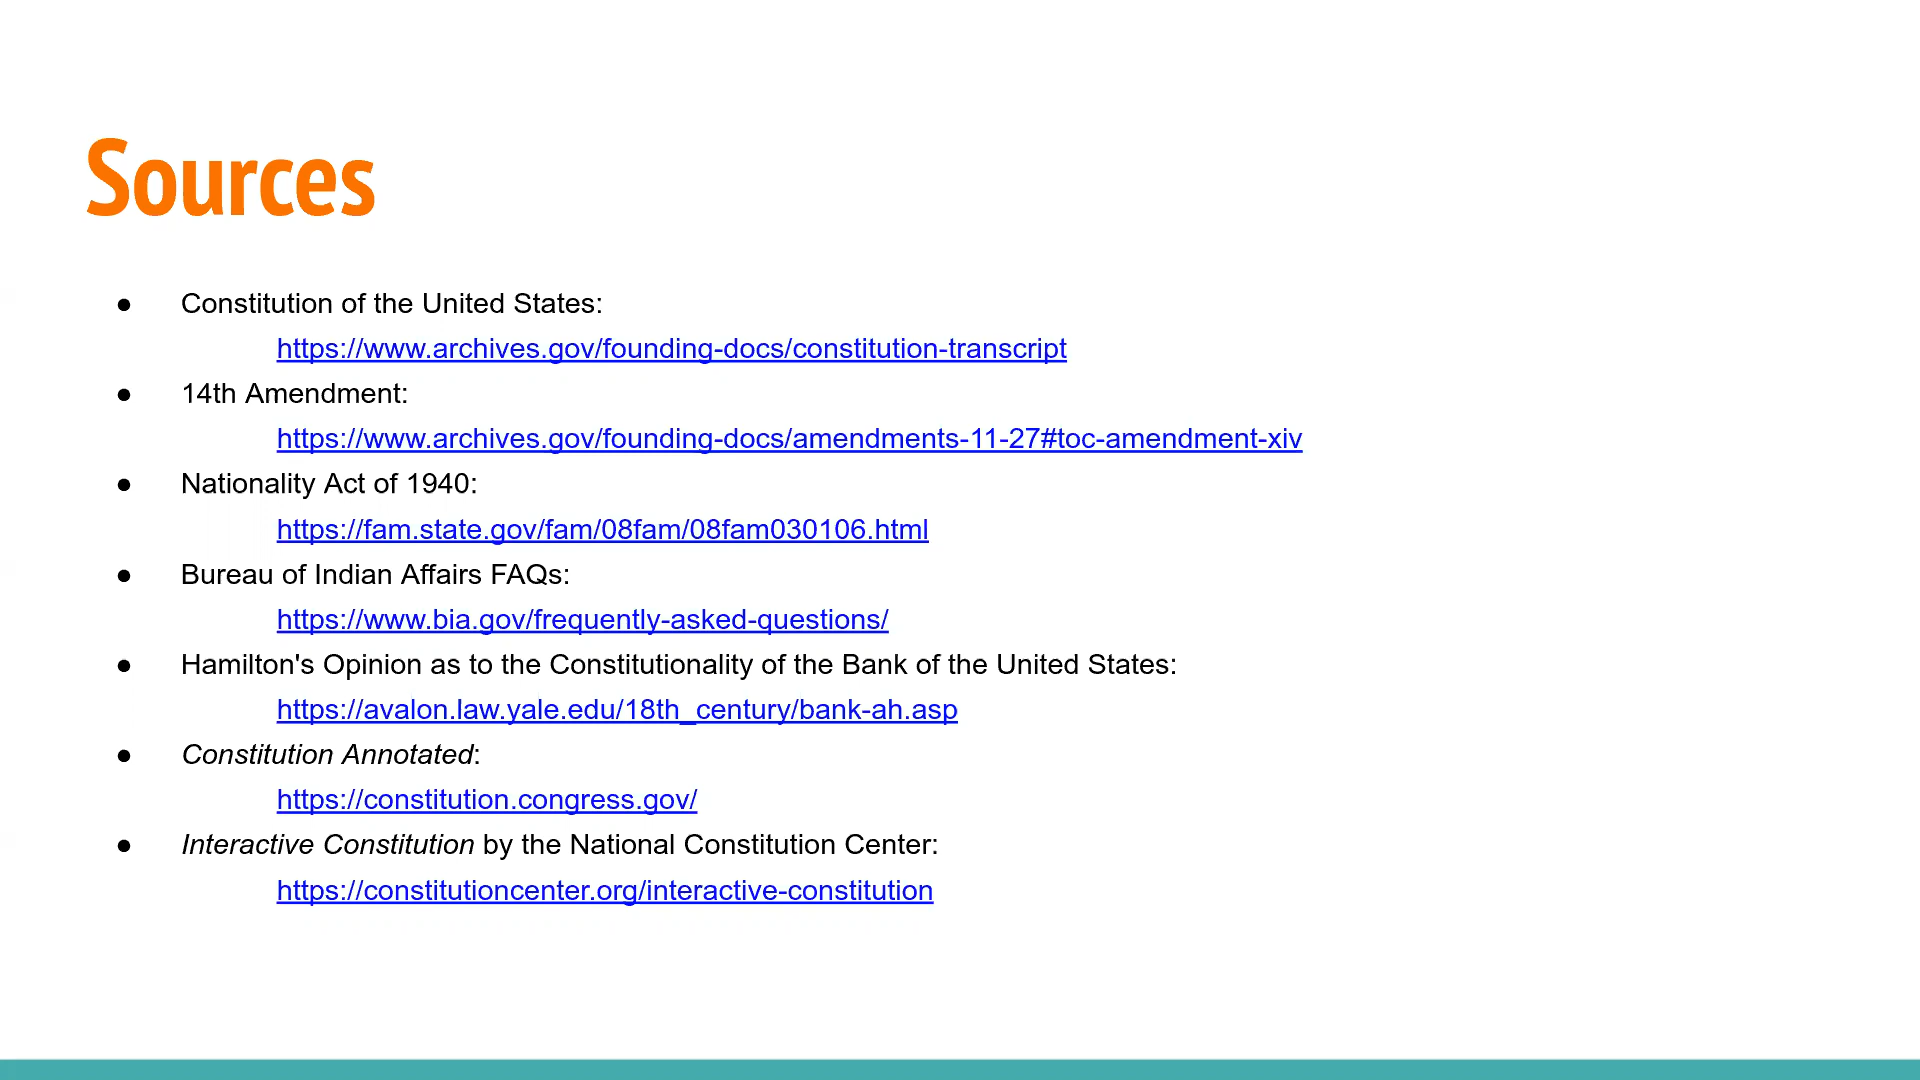 Sources
● Constitution of the United States:
https://www.archives.gov/founding-docs/constitution-transcript
● 14th Amendment:
https://www.archives.gov/founding-docs/amendments-11-27#toc-amendment-xiv
● Nationality Act of 1940:
https://fam.state.gov/fam/08fam/08fam030106.html
● Bureau of Indian Affairs FAQs:
https://www.bia.gov/frequently-asked-questions/
● Hamilton's Opinion as to the Constitutionality of the Bank of the United States:
https://avalon.law.yale.edu/18th_century/bank-ah.asp
● Constitution Annotated:
https://constitution.congress.gov/
● Interactive Constitution by the National Constitution Center:
https://constitutioncenter.org/interactive-constitution